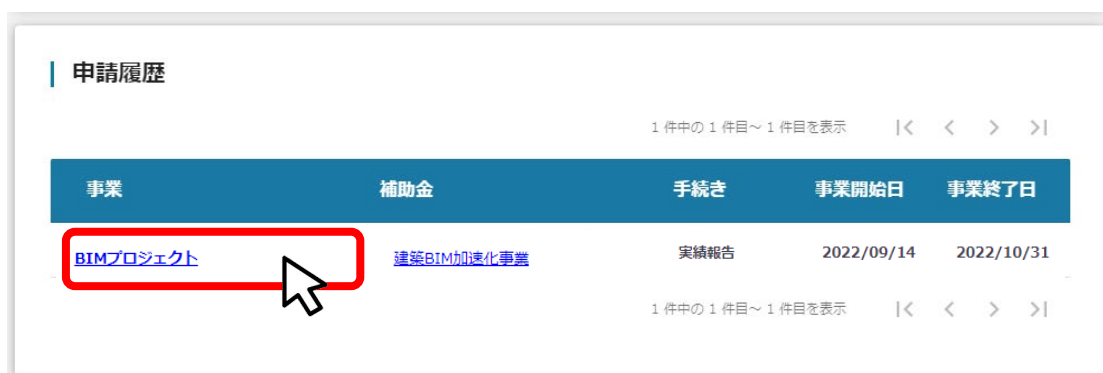 申請履歴
1 件中の 1 件目～ 1 件目を表示
事業 補助金 手続き 事業開始日 事業終了日
BIMプロジェクト 建築BIM加速化事業 実績報告 2022/09/14 2022/10/31
1 件中の 1 件目～ 1 件目を表示